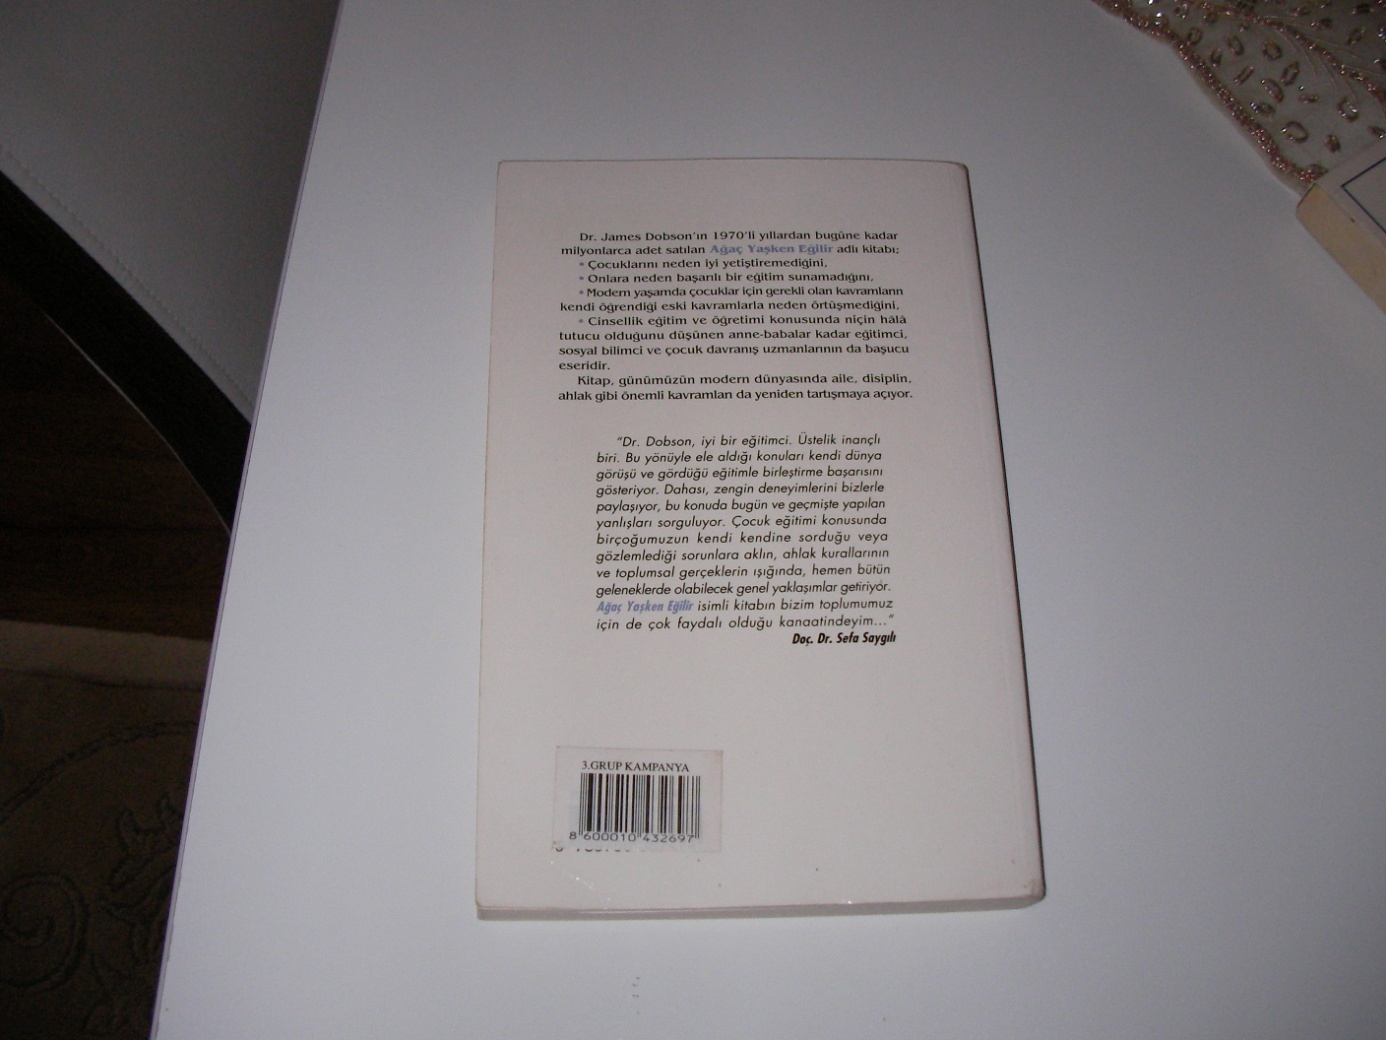 Dr. James Dobson'ın 1970'li yıllardan bugüne kadar
milyonlarca adet satılan Ağaç Yaşken Eğilir adlı kitabı;
• Çocuklarını neden iyi yetiştiremediğini,
• Onlara neden başarılı bir eğitim sunamadığını,
• Modern yaşamda çocuklar için gerekli olan kavramların
kendi öğrendiği eski kavramlarla neden örtüşmediğini,
• Cinsellik eğitim ve öğretimi konusunda niçin hâlâ
tutucu olduğunu düşünen anne-babalar kadar eğitimci,
sosyal bilimci ve çocuk davranış uzmanlarının da başucu
eseridir.
Kitap, günümüzün modern dünyasında aile, disiplin,
ahlak gibi önemli kavramları da yeniden tartışmaya açıyor.
"Dr. Dobson, iyi bir eğitimci. Üstelik inançlı
biri. Bu yönüyle ele aldığı konuları kendi dünya
görüşü ve gördüğü eğitimle birleştirme başarısını
gösteriyor. Dahası, zengin deneyimlerini bizlerle
paylaşıyor, bu konuda bugün ve geçmişte yapılan
yanlışları sorguluyor. Çocuk eğitimi konusunda
birçoğumuzun kendi kendine sorduğu veya
gözlemlediği sorunlara aklın, ahlak kurallarının
ve toplumsal gerçeklerin ışığında, hemen bütün
geleneklerde olabilecek genel yaklaşımlar getiriyor.
Ağaç Yaşken Eğilir isimli kitabın bizim toplumumuz
için de çok faydalı olduğu kanaatindeyim..."
Doç. Dr. Sefa Saygılı
3.GRUP KAMPANYA
8 600010 432697